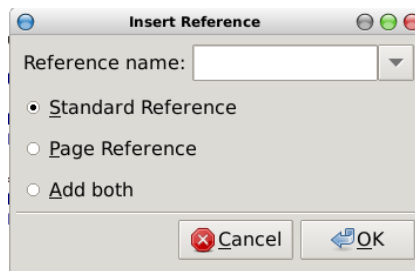 Insert Reference
Reference name:
Standard Reference
Page Reference
Add both
Cancel OK